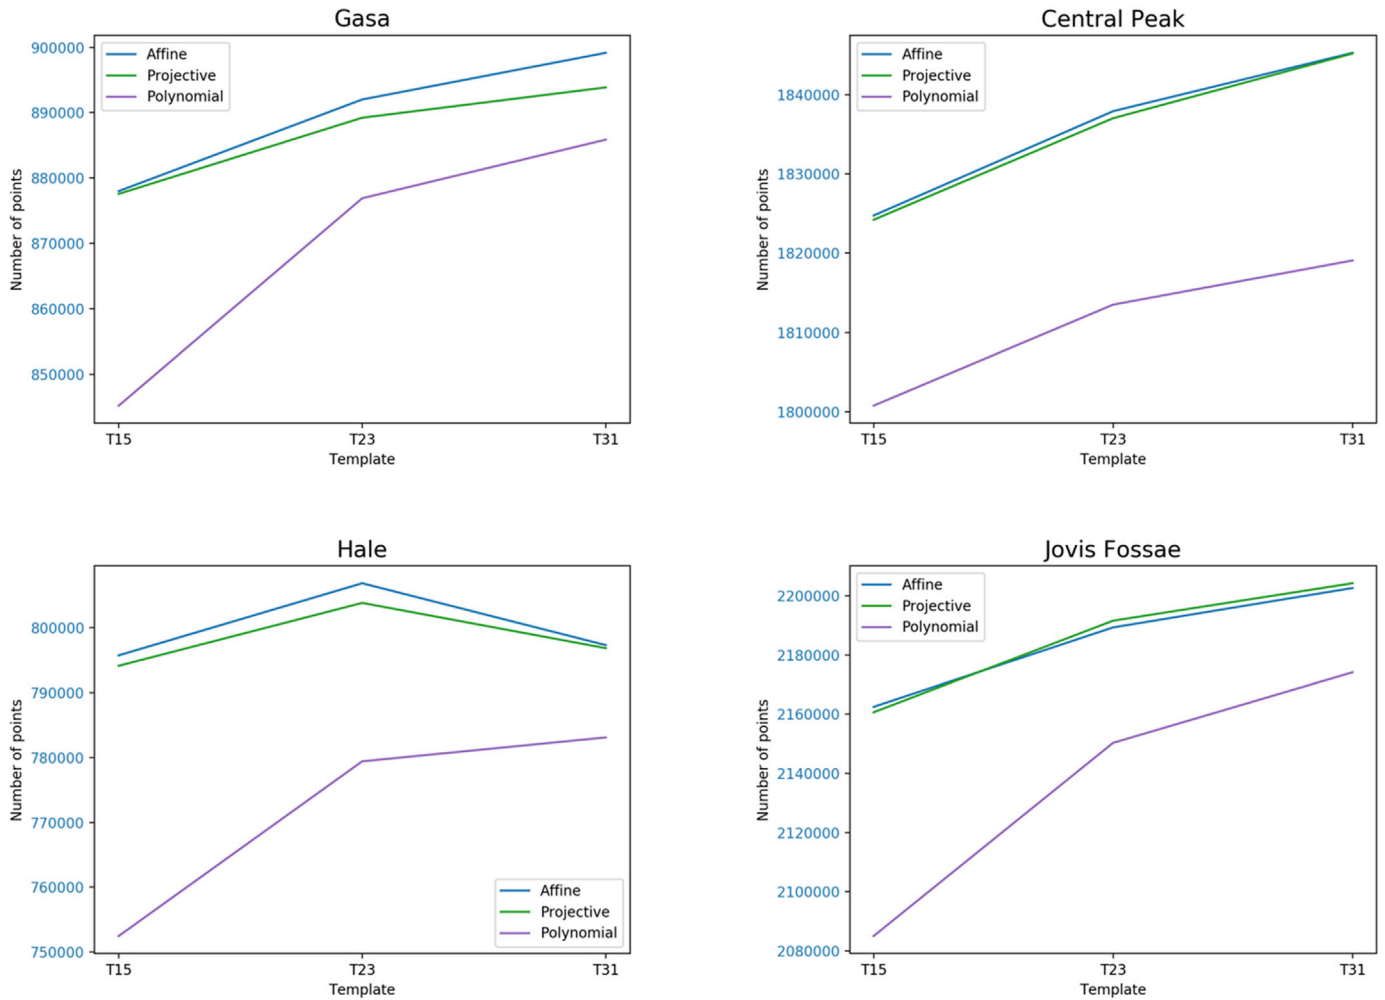 Gasa
900000
890000
880000
870000
860000
850000
Number of points
Affine
Projective
Polynomial
T15 T23 T31
Template
Central Peak
1840000
1830000
1820000
1810000
1800000
Number of points
Affine
Projective
Polynomial
T15 T23 T31
Template
Hale
800000
790000
780000
770000
760000
750000
Number of points
Affine
Projective
Polynomial
T15 T23 T31
Template
Jovis Fossae
2200000
2180000
2160000
2140000
2120000
2100000
2080000
Number of points
Affine
Projective
Polynomial
T15 T23 T31
Template